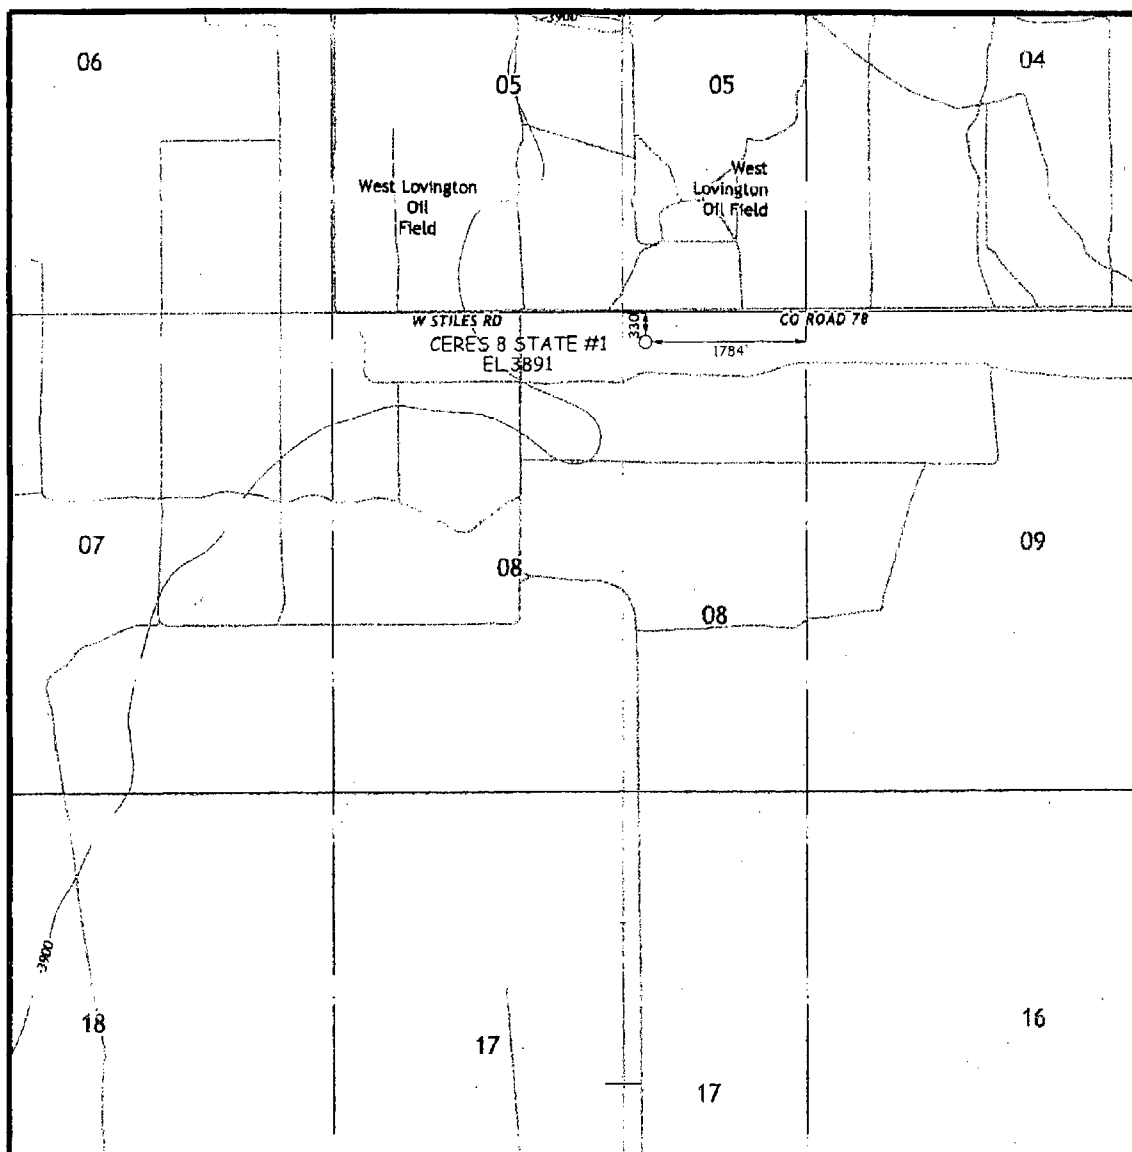 3900
06
05
05
04
West Lovington
Oil
Field
West
Lovington
Oil Field
W STILES RD
330'
CO ROAD 78
CERES 8 STATE #1
EL 3891
1784'
07
08
08
09
3900
18
17
17
16